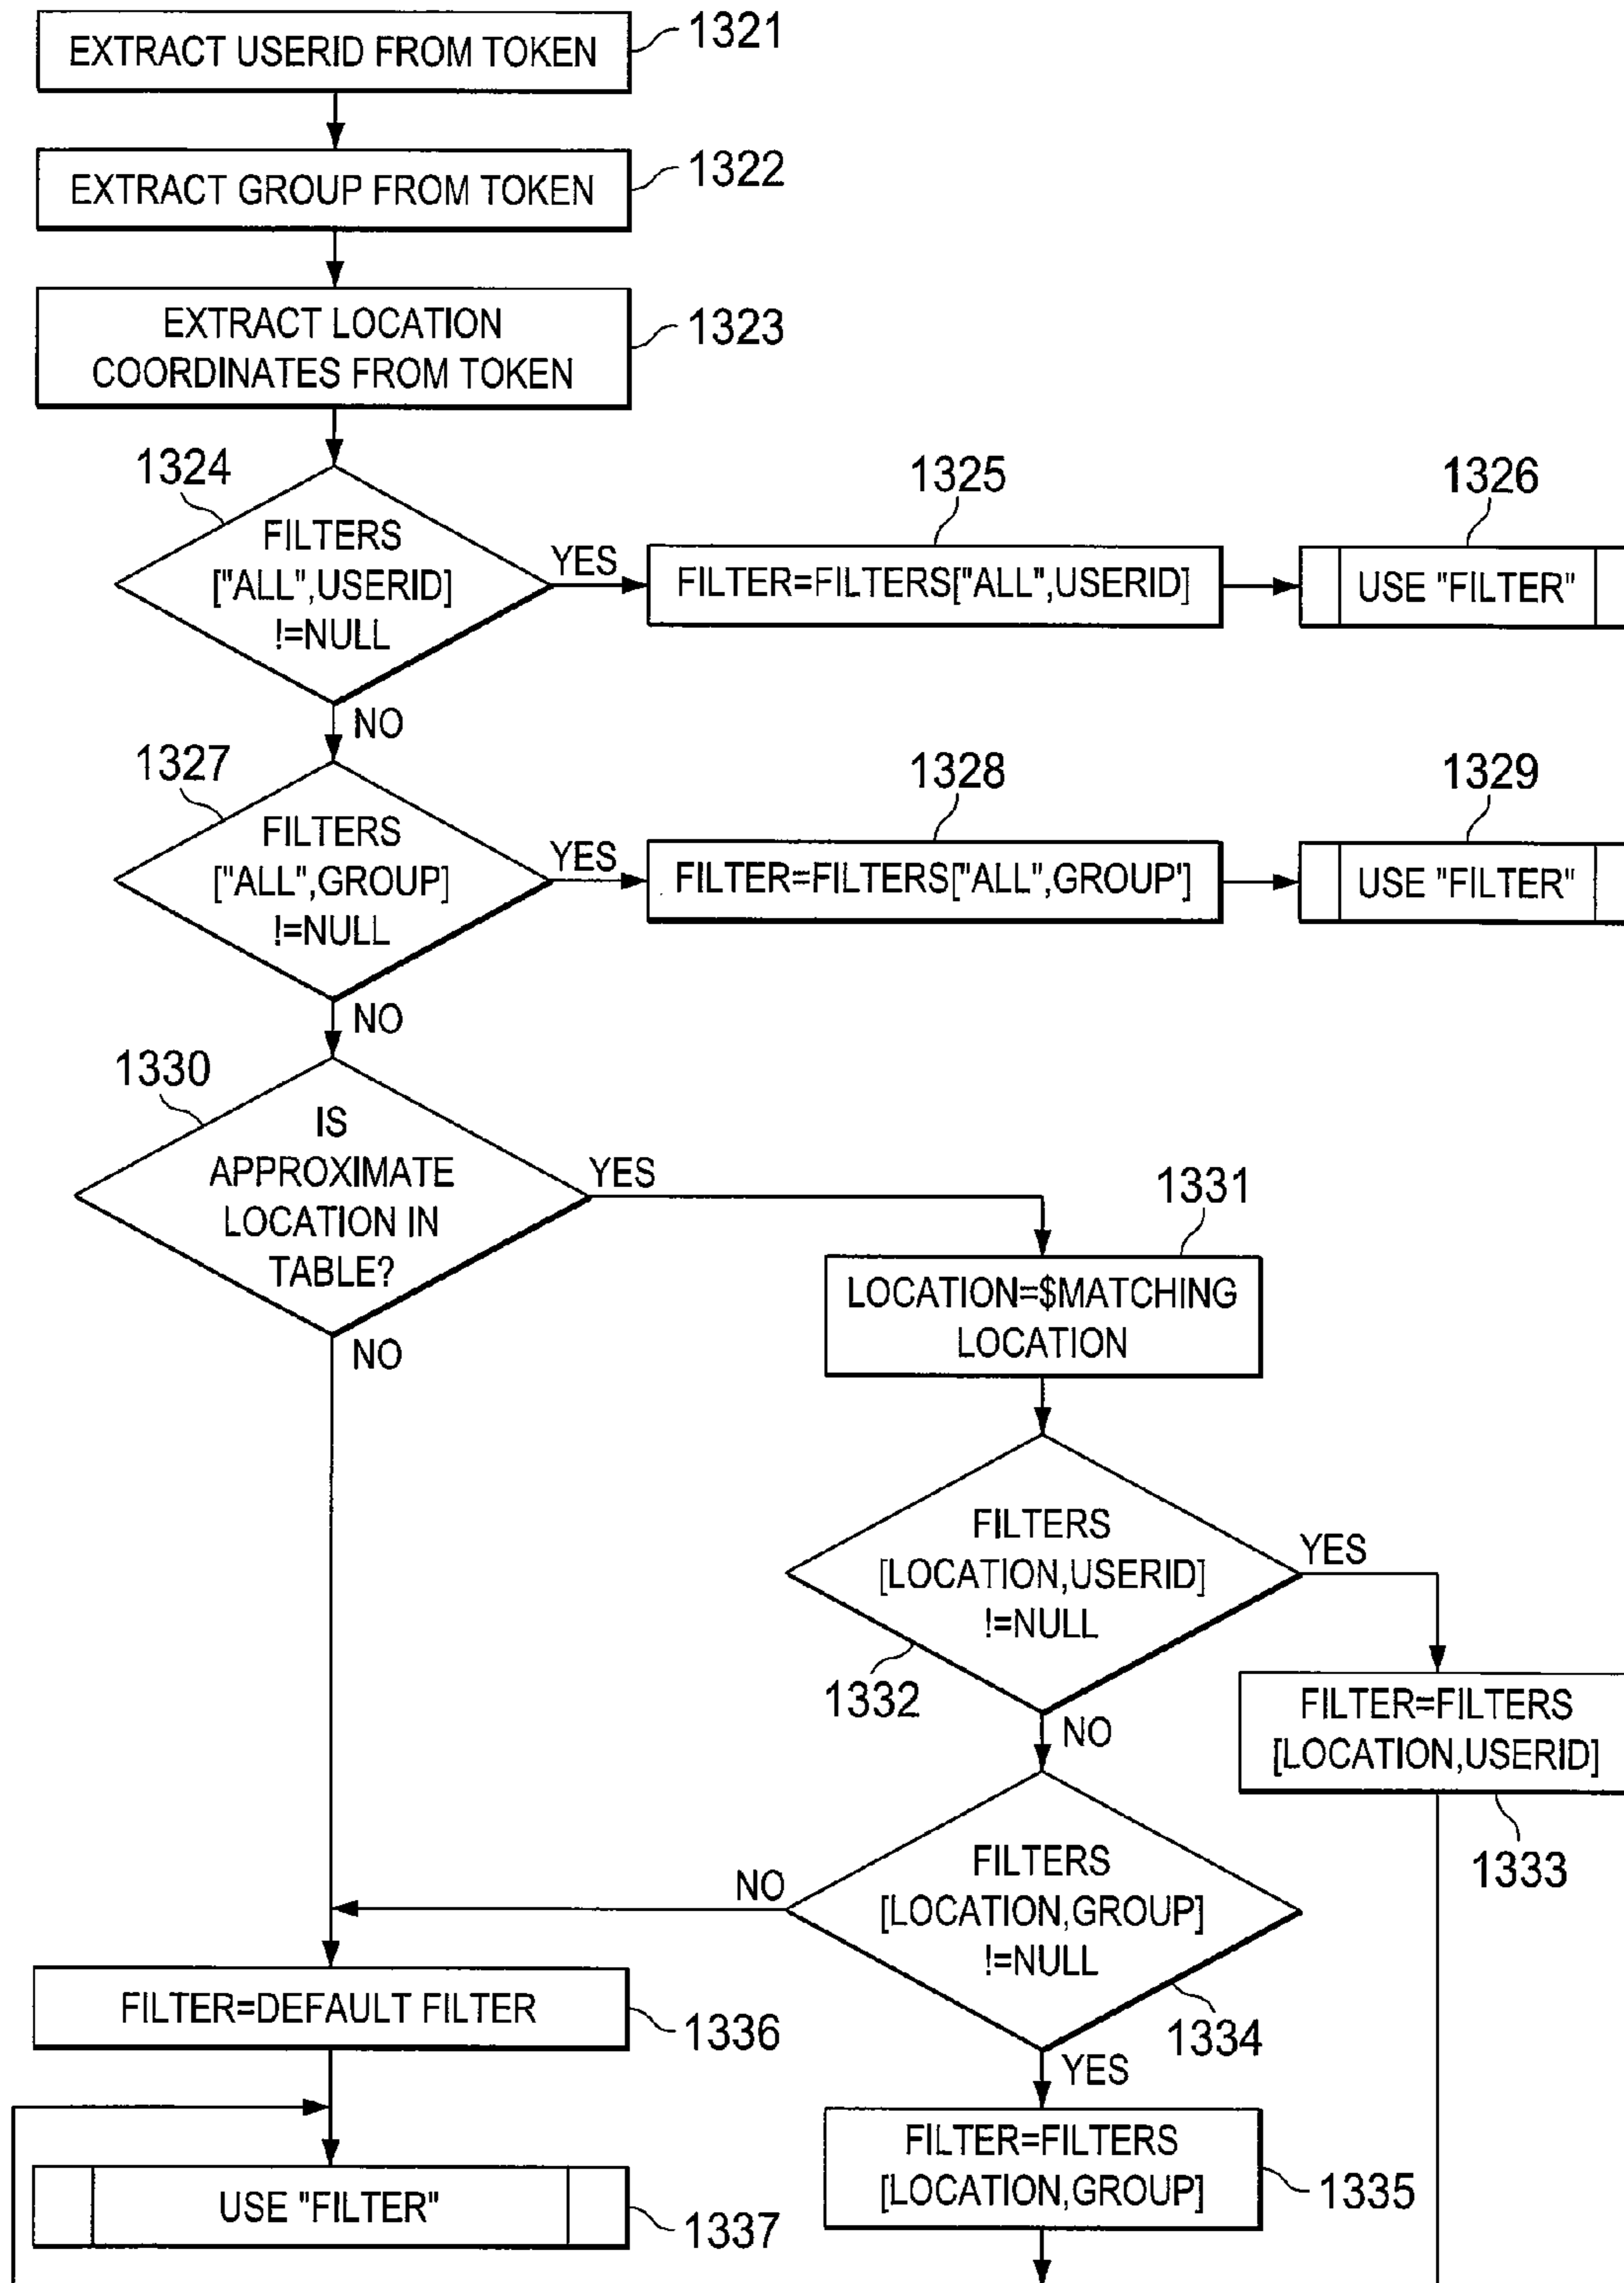 EXTRACT USERID FROM TOKEN
1321
EXTRACT GROUP FROM TOKEN
1322
EXTRACT LOCATION
COORDINATES FROM TOKEN
1323
1324
FILTERS
["ALL",USERID]
!=NULL
YES
1325
FILTER=FILTERS["ALL",USERID]
1326
USE "FILTER"
NO
1327
FILTERS
["ALL",GROUP]
!=NULL
YES
1328
FILTER=FILTERS["ALL",GROUP']
1329
USE "FILTER"
NO
1330
IS
APPROXIMATE
LOCATION IN
TABLE?
YES
NO
1331
LOCATION=$MATCHING
LOCATION
FILTERS
[LOCATION,USERID]
!=NULL
1332
YES
NO
FILTER=FILTERS
[LOCATION,USERID]
1333
FILTERS
[LOCATION,GROUP]
!=NULL
NO
1334
YES
FILTER=DEFAULT FILTER
1336
FILTER=FILTERS
[LOCATION,GROUP]
1335
USE "FILTER"
1337